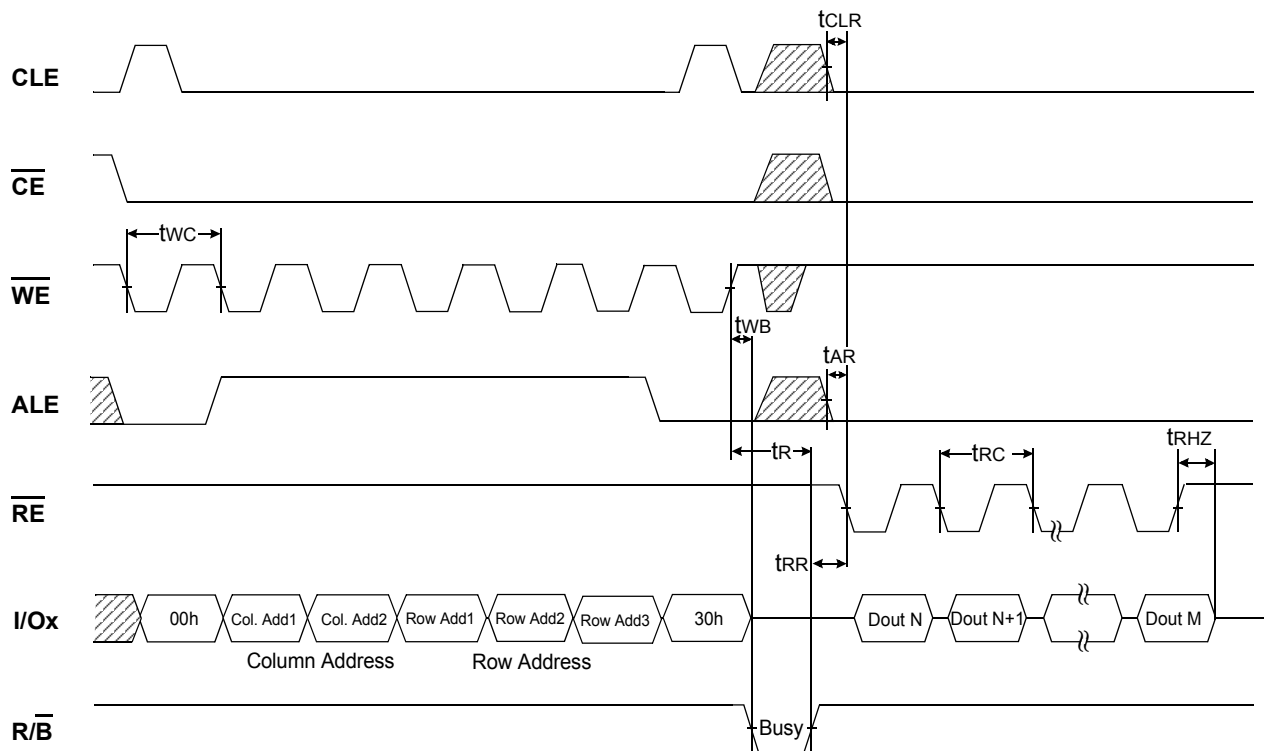 tCLR
CLE
CE
tWC
WE
tWB
tAR
ALE
tR
tRC
tRHZ
RE
tRR
I/Ox
00h
Col. Add1
Col. Add2
Row Add1
Row Add2
Row Add3
30h
Dout N
Dout N+1
Dout M
Column Address
Row Address
R/B
Busy